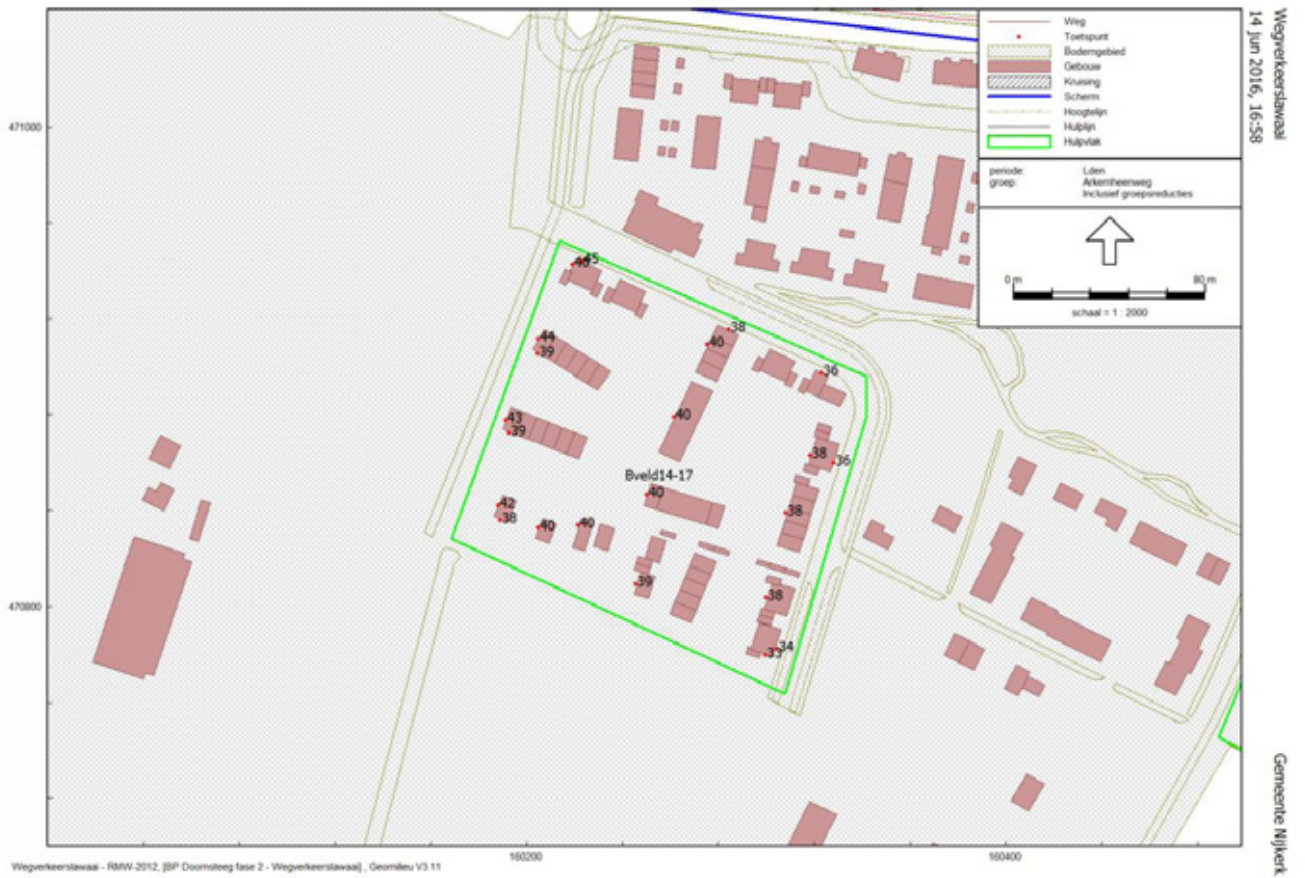 Wegverkeerslawaai
14 jun 2016, 16:58
Weg
Toetspunt
Bodemgebied
Gebouw
Kruising
Scherm
Hoogtelijn
Hulplijn
Hulpvlak
periode: Lden
groep: Arkemheenweg
Inclusief groepsreducties
0 m 80 m
schaal = 1 : 2000
471000
45
44
39
38
40
36
43
39
40
38
36
Bveld14-17
40
42
38
40
40
38
39
38
34
33
470800
160200
160400
Gemeente Nijkerk
Wegverkeerslawaai - RMW-2012, [BP Doornsteeg fase 2 - Wegverkeerslawaai] , Geomilieu V3.11